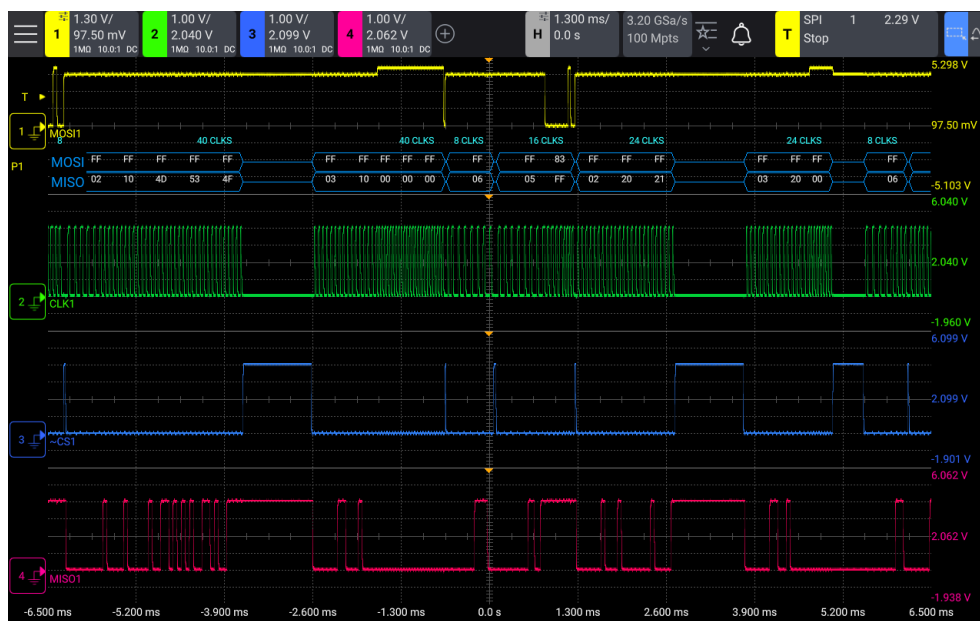 1 1.30 V/ 97.50 mV 1MΩ 10.0:1 DC
2 1.00 V/ 2.040 V 1MΩ 10.0:1 DC
3 1.00 V/ 2.099 V 1MΩ 10.0:1 DC
4 1.00 V/ 2.062 V 1MΩ 10.0:1 DC
H 1.300 ms/ 0.0 s
3.20 GSa/s 100 Mpts
T SPI 1 2.29 V Stop
5.298 V
T
1 MOSI1
97.50 mV
8 40 CLKS 40 CLKS 8 CLKS 16 CLKS 24 CLKS 24 CLKS 8 CLKS
P1
MOSI FF FF FF FF FF FF FF FF FF FF FF 83 FF FF FF FF FF FF
MISO 02 10 4D 53 4F 03 10 00 00 00 06 05 FF 02 20 21 03 20 00 06
-5.103 V
6.040 V
2.040 V
2 CLK1
-1.960 V
6.099 V
2.099 V
3 ~CS1
-1.901 V
6.062 V
2.062 V
4 MISO1
-1.938 V
-6.500 ms -5.200 ms -3.900 ms -2.600 ms -1.300 ms 0.0 s 1.300 ms 2.600 ms 3.900 ms 5.200 ms 6.500 ms